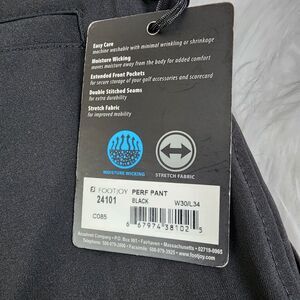 Easy Care
machine washable with minimal wrinkling or shrinkage
Moisture Wicking
moves moisture away from the body for added comfort
Extended Front Pockets
for secure storage of your golf accessories and scorecard
Double Stitched Seams
for extra durability
Stretch Fabric
for improved mobility
MOISTURE WICKING
STRETCH FABRIC
FJ FOOTJOY PERF PANT
24101 BLACK W30/L34
C085
6 67974 38102 5
Acushnet Company
P.O. Box 965 - Fairhaven - Massachusetts - 02719-0965
www.footjoy.com